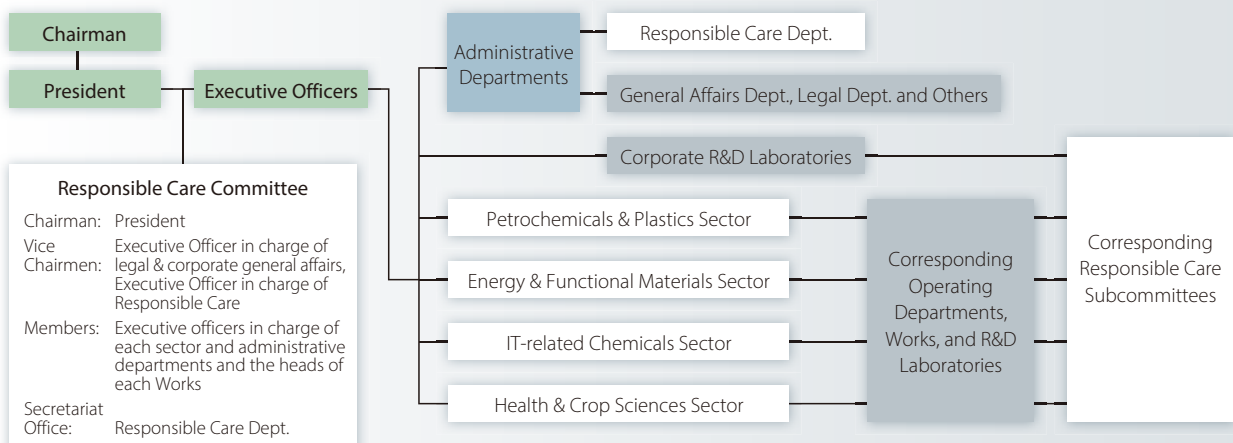 Chairman
President
Executive Officers
Responsible Care Committee
Chairman: President
Vice Executive Officer in charge of
Chairmen: legal & corporate general affairs,
Executive Officer in charge of
Responsible Care
Members: Executive officers in charge of
each sector and administrative
departments and the heads of
each Works
Secretariat
Office: Responsible Care Dept.
Administrative
Departments
Responsible Care Dept.
General Affairs Dept., Legal Dept. and Others
Corporate R&D Laboratories
Petrochemicals & Plastics Sector
Energy & Functional Materials Sector
IT-related Chemicals Sector
Health & Crop Sciences Sector
Corresponding
Operating
Departments,
Works, and R&D
Laboratories
Corresponding
Responsible Care
Subcommittees